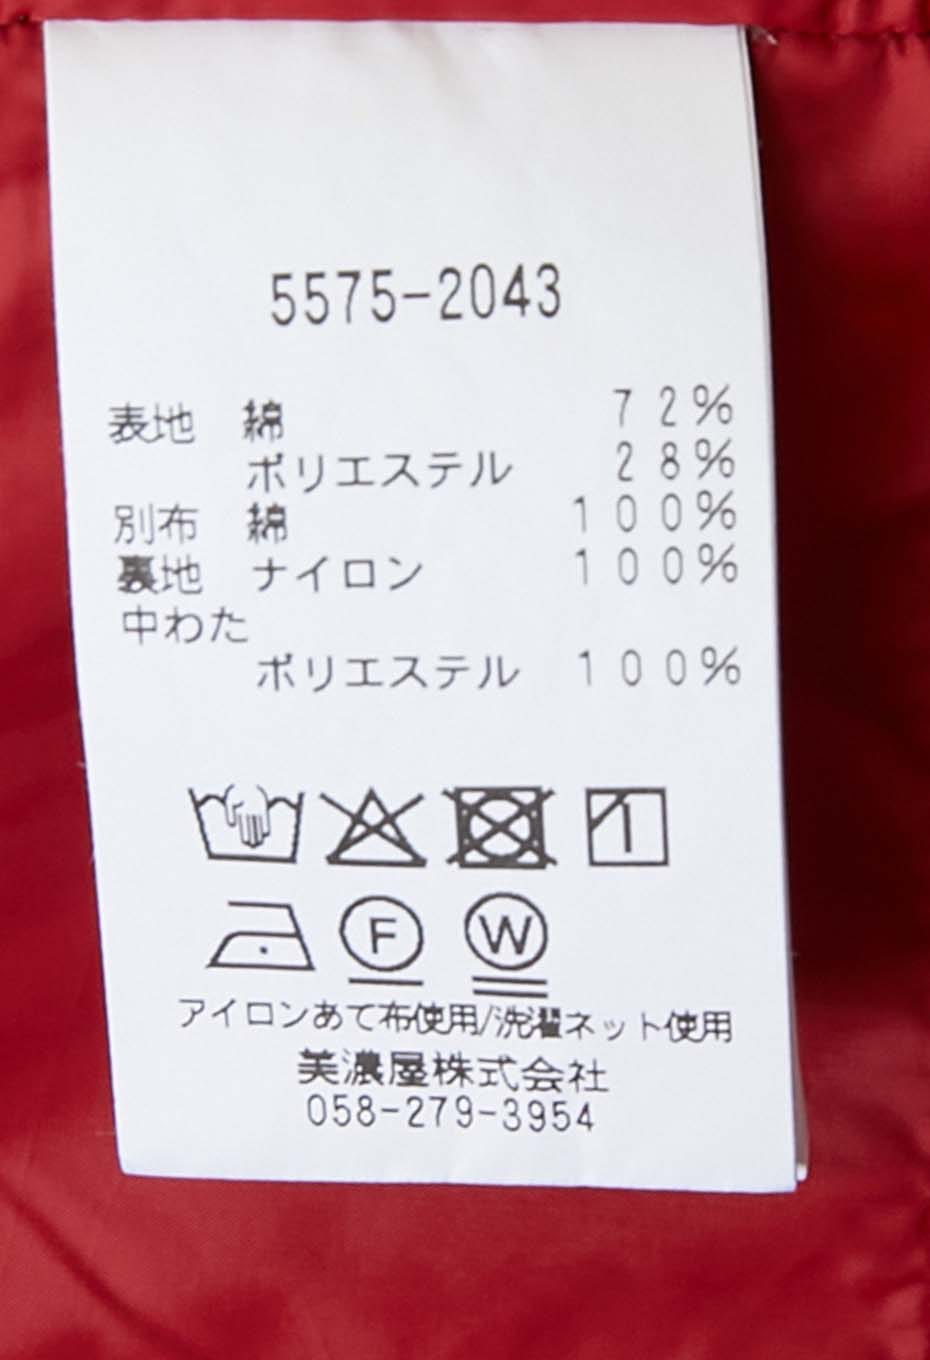 5575-2043
表地 綿 72%
ポリエステル 28%
別布 綿 100%
裏地 ナイロン 100%
中わた
ポリエステル 100%
1
F W
アイロンあて布使用/洗濯ネット使用
美濃屋株式会社
058-279-3954